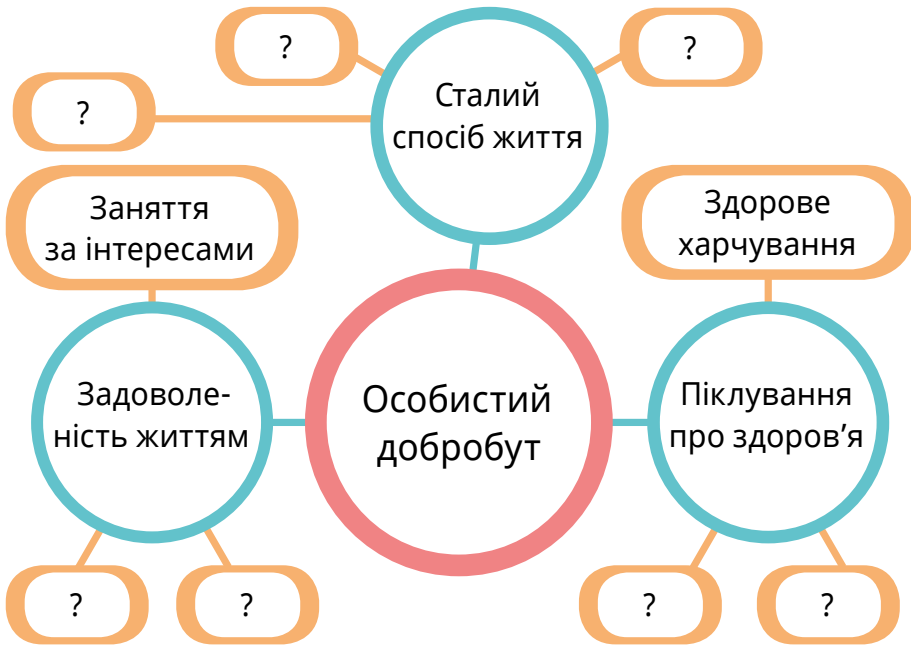 ?
?
?
Сталий
спосіб життя
Заняття
за інтересами
Здорове
харчування
Задоволе-
ність життям
Особистий
добробут
Піклування
про здоров’я
?
?
?
?